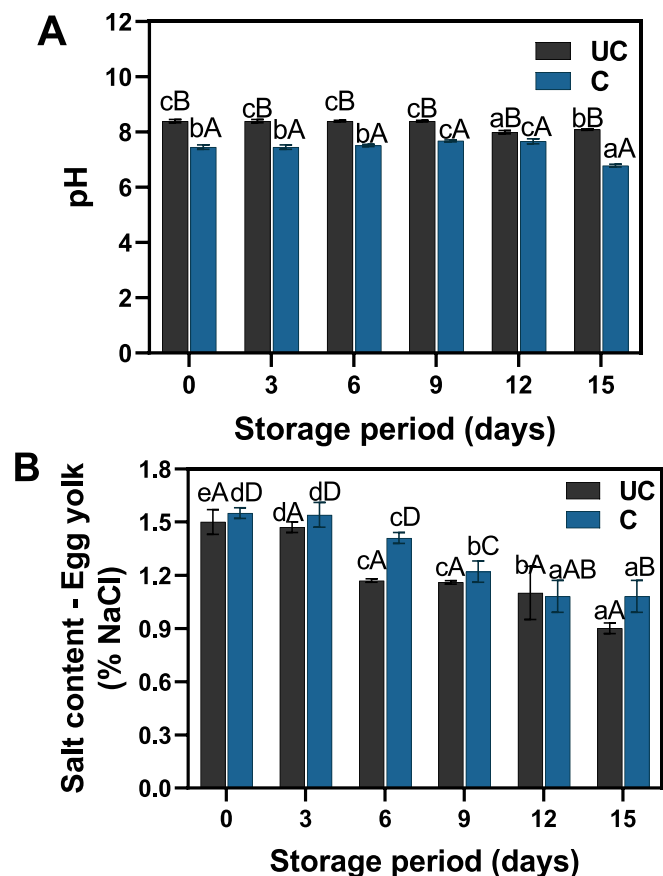 A
12
10
8
6
4
2
0
pH
UC
C
cB bA cB bA cB bA cB cA aB cA bB aA
0 3 6 9 12 15
Storage period (days)
B
1.8
1.5
1.2
0.9
0.6
0.3
0.0
Salt content - Egg yolk
(% NaCl)
UC
C
eA dD dA dD cA cD cA bC bA aAB aA aB
0 3 6 9 12 15
Storage period (days)